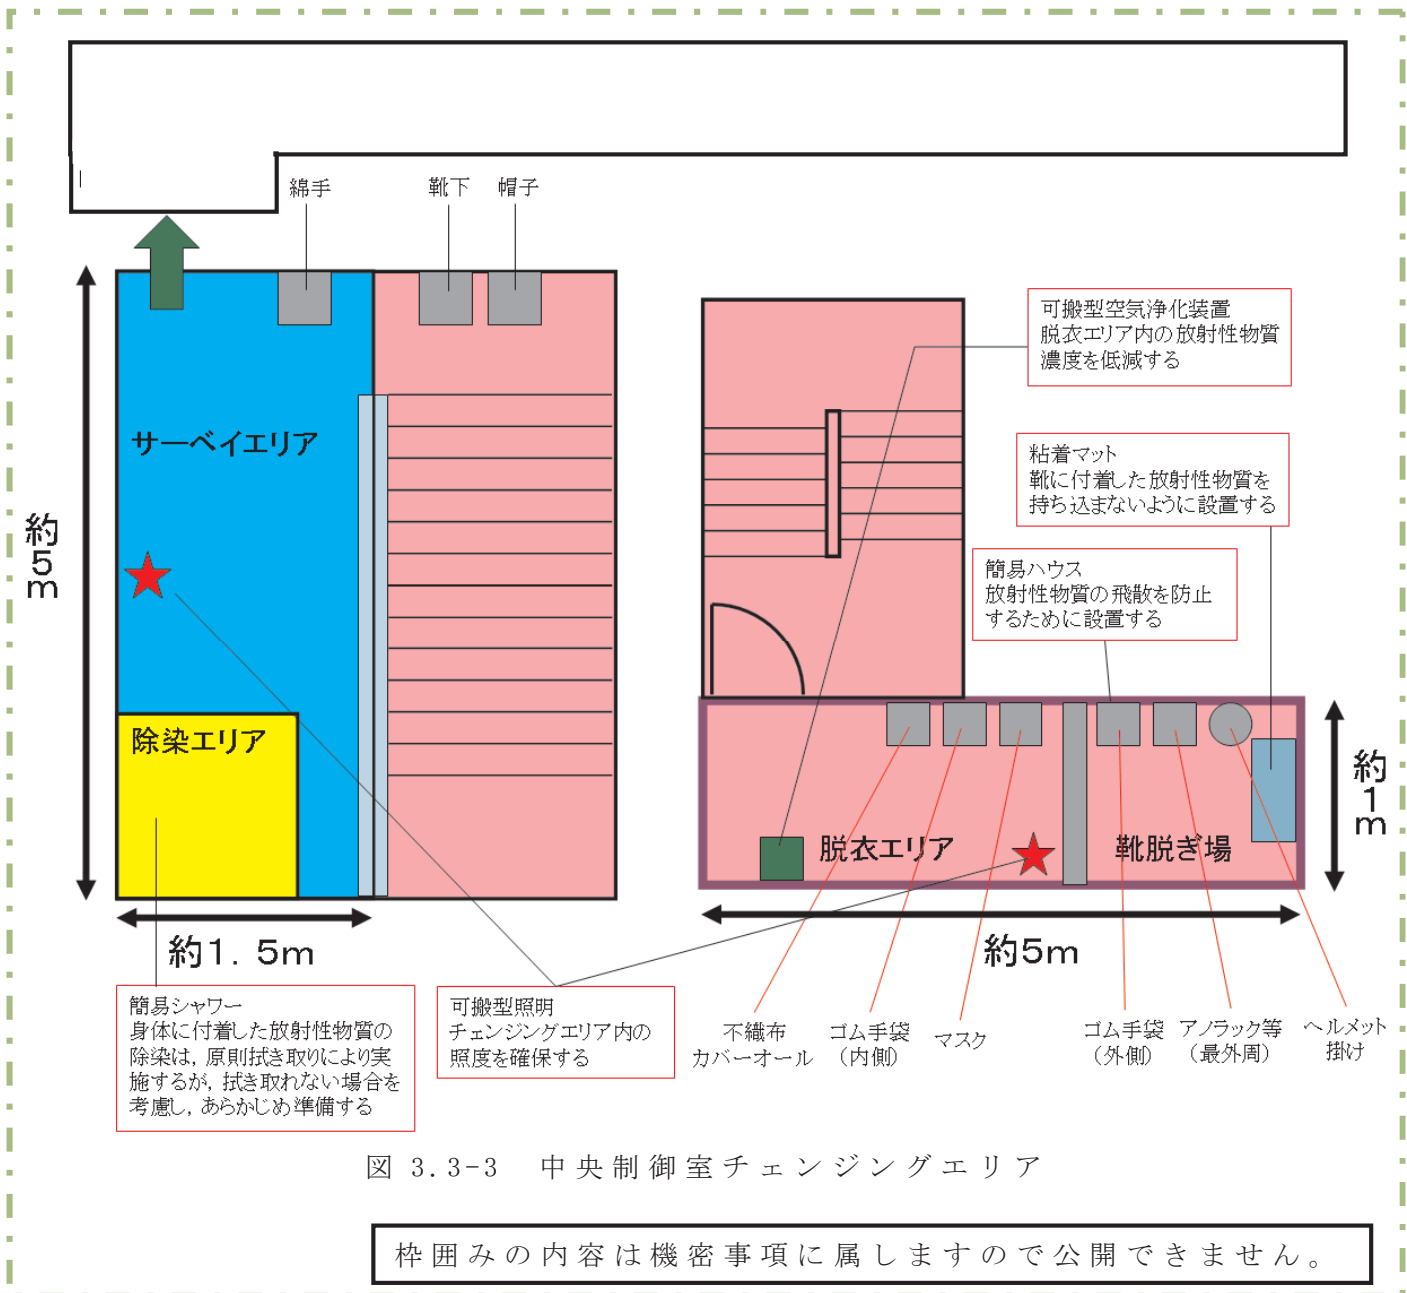 綿手
靴下
帽子
可搬型空気浄化装置
脱衣エリア内の放射性物質
濃度を低減する
サーベイエリア
粘着マット
靴に付着した放射性物質を
持ち込まないように設置する
約5m
簡易ハウス
放射性物質の飛散を防止
するために設置する
除染エリア
脱衣エリア
靴脱ぎ場
約1m
約1. 5m
約5m
簡易シャワー
身体に付着した放射性物質の
除染は, 原則拭き取りにより実
施するが, 拭き取れない場合を
考慮し, あらかじめ準備する
可搬型照明
チェンジングエリア内の
照度を確保する
不織布
カバーオール
ゴム手袋
(内側)
マスク
ゴム手袋
(外側)
アノラック等
(最外周)
ヘルメット
掛け
図 3.3-3 中央制御室チェンジングエリア
枠囲みの内容は機密事項に属しますので公開できません。